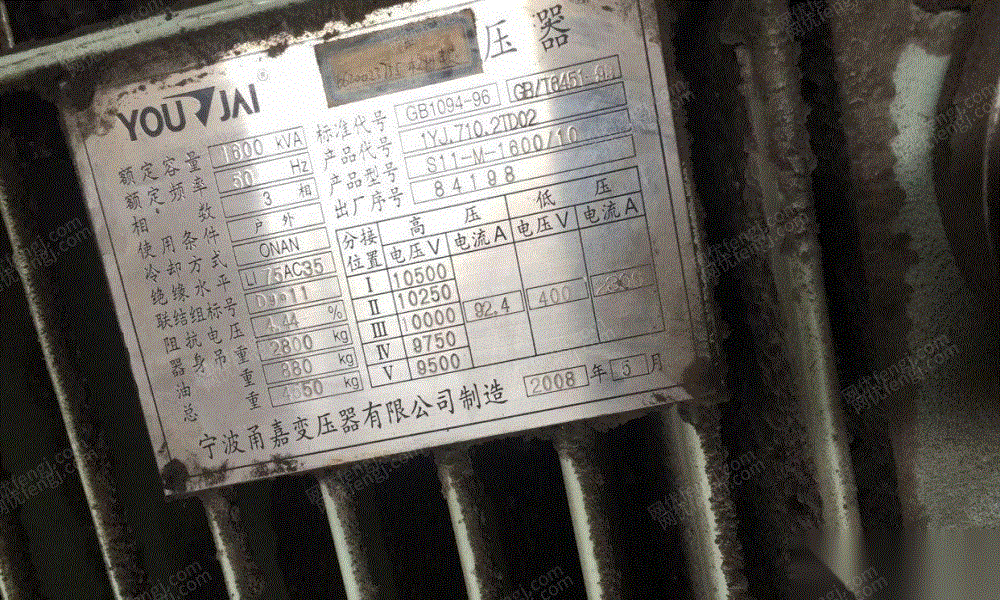 压器
YOU JAI ®
额定容量 1600 kVA 标准代号 GB1094-96 GB/T6451-
额定频率 50 Hz 产品代号 1YJ.710.2TD02
相数 3 相 产品型号 S11-M-1600/10
使用条件 户外 出厂序号 84198
冷却方式 ONAN
绝缘水平 LI75AC35
联结组标号
阻抗电压 4.44 %
器身吊重 2800 kg
油重 880 kg
总重 kg
分接位置 高压 低压
电压V 电流A 电压V 电流A
I 10500
II 10250
III 10000 92.4 400
IV 9750
V 9500
宁波甬嘉变压器有限公司制造 2008 年 5 月